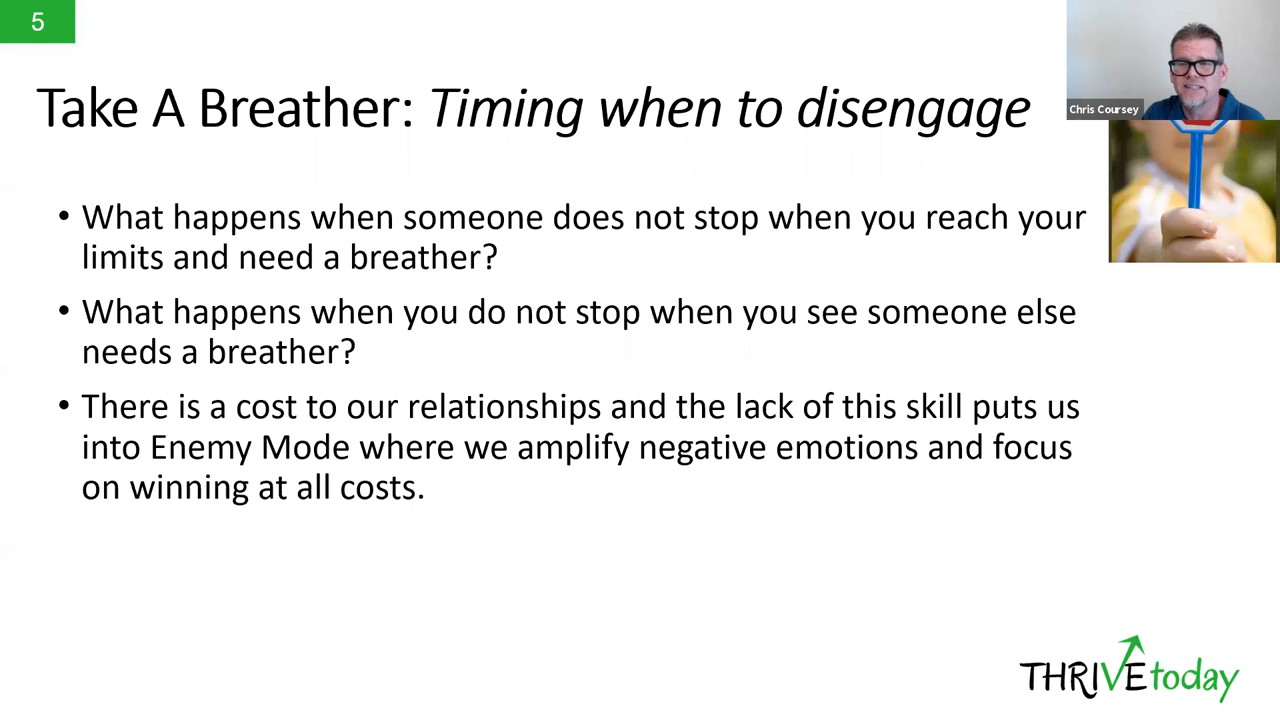 5
Take A Breather: Timing when to disengage
Chris Coursey
• What happens when someone does not stop when you reach your
limits and need a breather?
• What happens when you do not stop when you see someone else
needs a breather?
• There is a cost to our relationships and the lack of this skill puts us
into Enemy Mode where we amplify negative emotions and focus
on winning at all costs.
THRIVEtoday